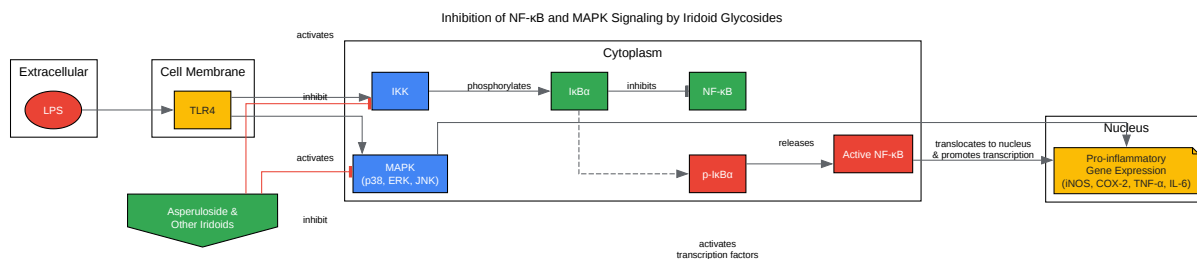 Inhibition of NF-κB and MAPK Signaling by Iridoid Glycosides
activates
Cytoplasm
Extracellular
Cell Membrane
LPS
TLR4
inhibit
IKK
phosphorylates
IκBα
inhibits
NF-κB
Nucleus
activates
MAPK
(p38, ERK, JNK)
p-IκBα
releases
Active NF-κB
translocates to nucleus
& promotes transcription
Pro-inflammatory
Gene Expression
(iNOS, COX-2, TNF-α, IL-6)
Asperuloside &
Other Iridoids
inhibit
activates
transcription factors